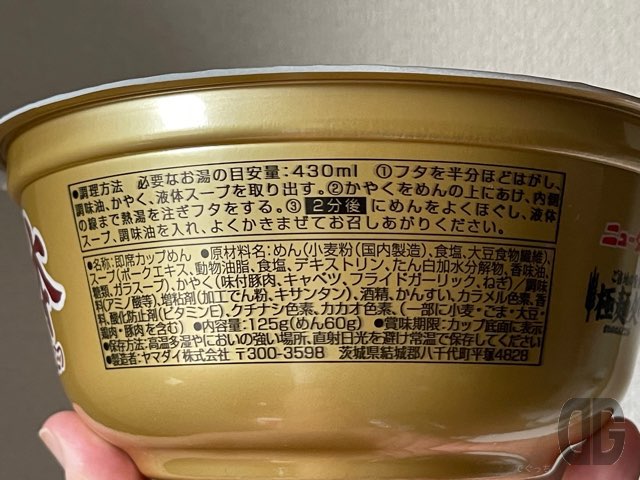 ●調理方法 必要なお湯の目安量:430ml ①フタを半分ほどはがし、
調味油、かやく、液体スープを取り出す。②かやくをめんの上にあけ、内側
の線まで熱湯を注ぎフタをする。③2分後にめんをよくほぐし、液体
スープ、調味油を入れ、よくかきまぜてお召しあがりください。
●名称:即席カップめん ●原材料名:めん(小麦粉(国内製造)、食塩、大豆食物繊維)、
スープ(ポークエキス、動物油脂、食塩、デキストリン、たん白加水分解物、香味油、
糖類、ガラスープ)、かやく(味付豚肉、キャベツ、フライドガーリック、ねぎ)/調味
料(アミノ酸等)、増粘剤(加工でん粉、キサンタン)、酒精、かんすい、カラメル色素、香
料、酸化防止剤(ビタミンE)、クチナシ色素、カカオ色素、(一部に小麦・ごま・大豆・
鶏肉・豚肉を含む) ●内容量:125g(めん60g) ●賞味期限:カップ底面に表示
●保存方法:高温多湿やにおいの強い場所、直射日光を避け常温で保存してください
●製造者:ヤマダイ株式会社 〒300-3598 茨城県結城郡八千代町平塚4828
ニュー
極麺
DG